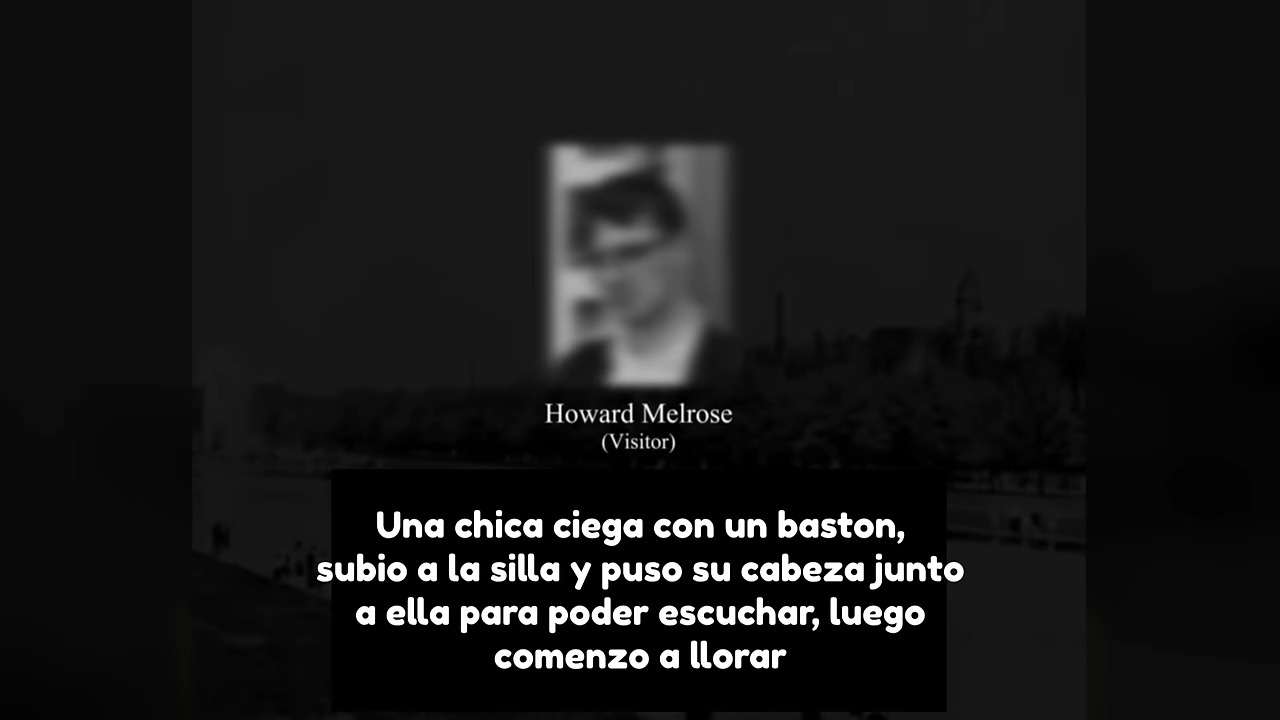 Howard Melrose
(Visitor)
Una chica ciega con un baston,
subio a la silla y puso su cabeza junto
a ella para poder escuchar, luego
comenzo a llorar